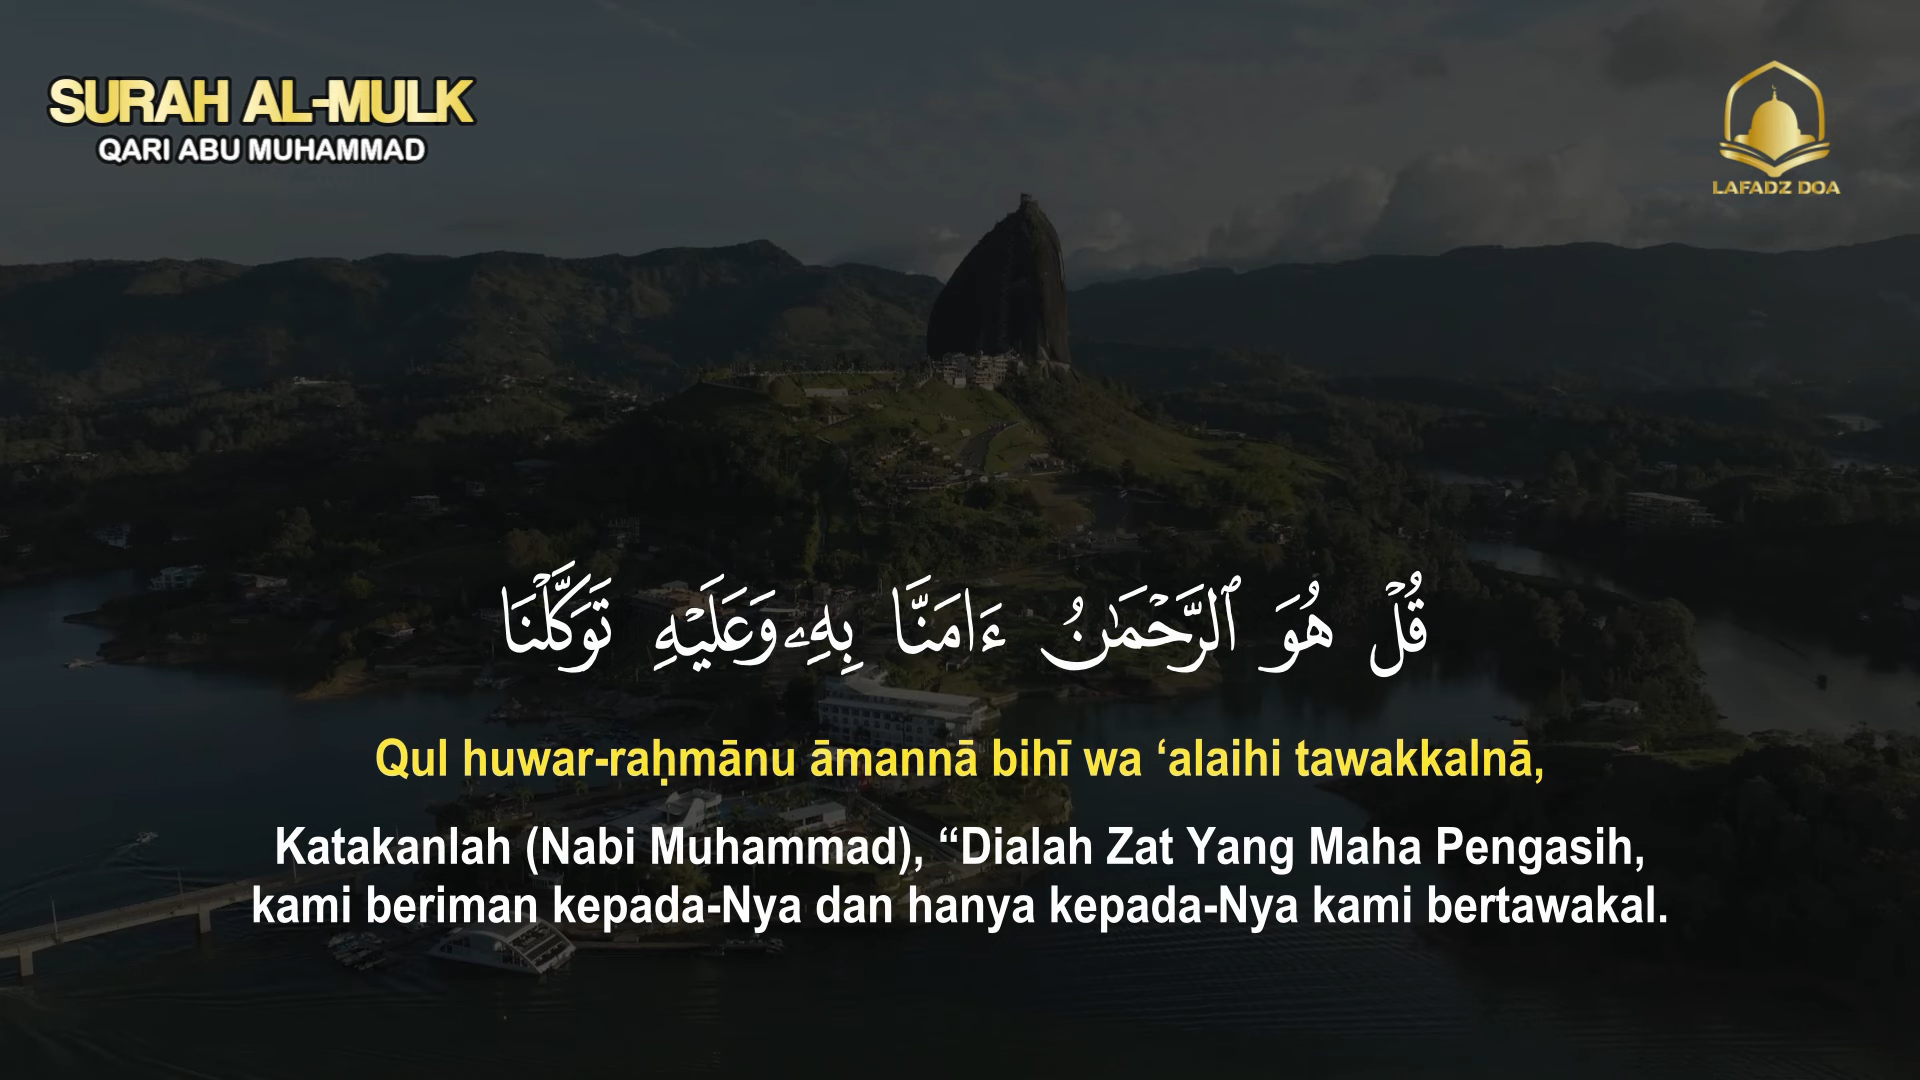 SURAH AL-MULK
QARI ABU MUHAMMAD
LAFADZ DOA
قُلْ هُوَ ٱلرَّحْمَٰنُ ءَامَنَّا بِهِۦ وَعَلَيْهِ تَوَكَّلْنَا
Qul huwar-raḥmānu āmannā bihī wa ‘alaihi tawakkalnā,
Katakanlah (Nabi Muhammad), “Dialah Zat Yang Maha Pengasih,
kami beriman kepada-Nya dan hanya kepada-Nya kami bertawakal.